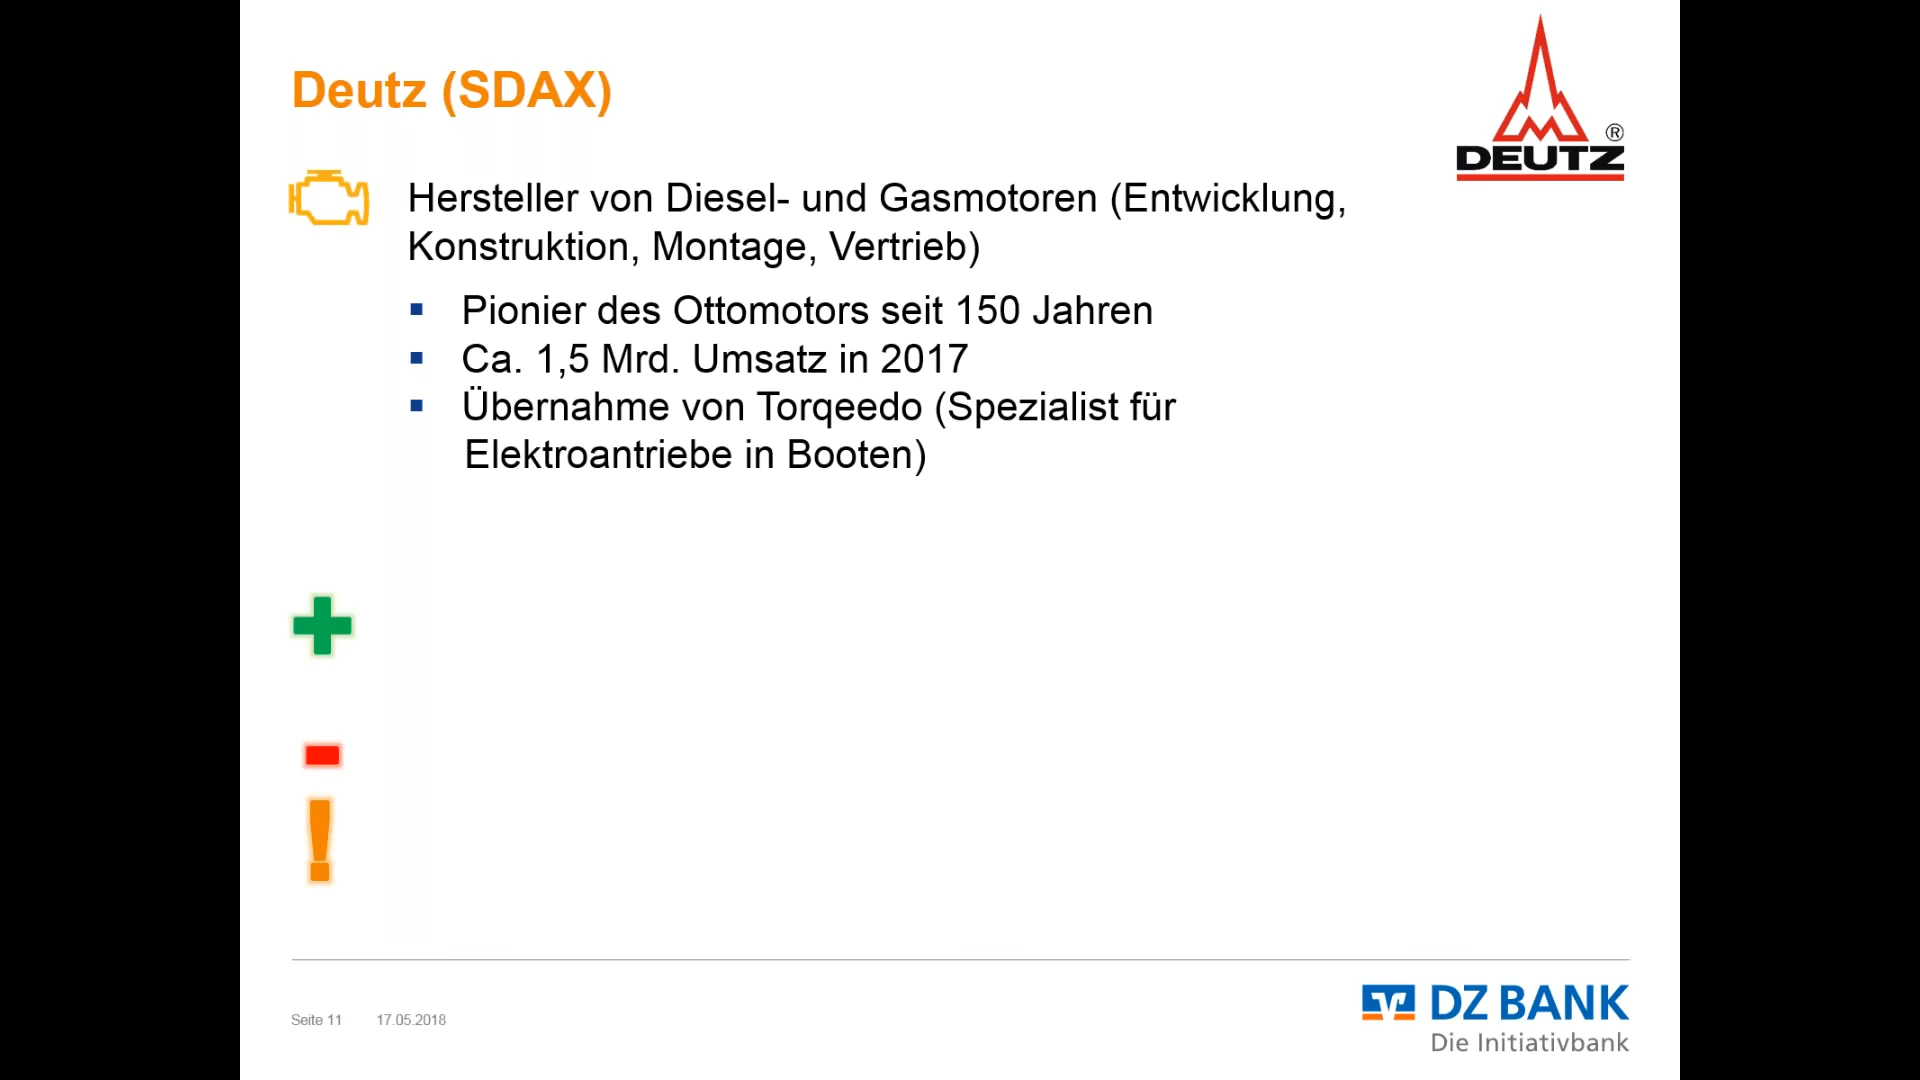 Deutz (SDAX)
®
DEUTZ
Hersteller von Diesel- und Gasmotoren (Entwicklung,
Konstruktion, Montage, Vertrieb)
Pionier des Ottomotors seit 150 Jahren
Ca. 1,5 Mrd. Umsatz in 2017
Übernahme von Torqeedo (Spezialist für
Elektroantriebe in Booten)
!
Seite 11 17.05.2018
DZ BANK
Die Initiativbank